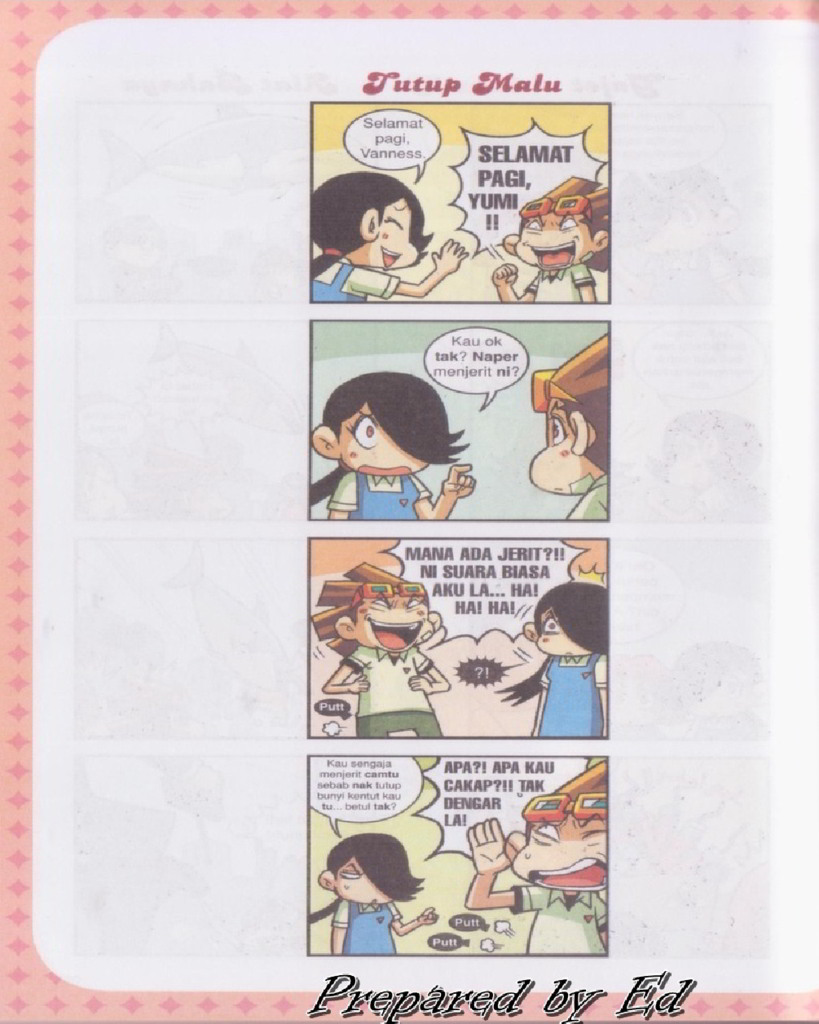 Tutup Malu
Selamat
pagi,
Vanness.
SELAMAT
PAGI,
YUMI
!!
Kau ok
tak? Naper
menjerit ni?
MANA ADA JERIT?!!
NI SUARA BIASA
AKU LA... HA!
HA! HA!
?!
Putt
Kau sengaja
menjerit camtu
sebab nak tutup
bunyi kentut kau
tu... betul tak?
APA?! APA KAU
CAKAP?!! TAK
DENGAR
LA!
Putt
Putt
Prepared by Ed